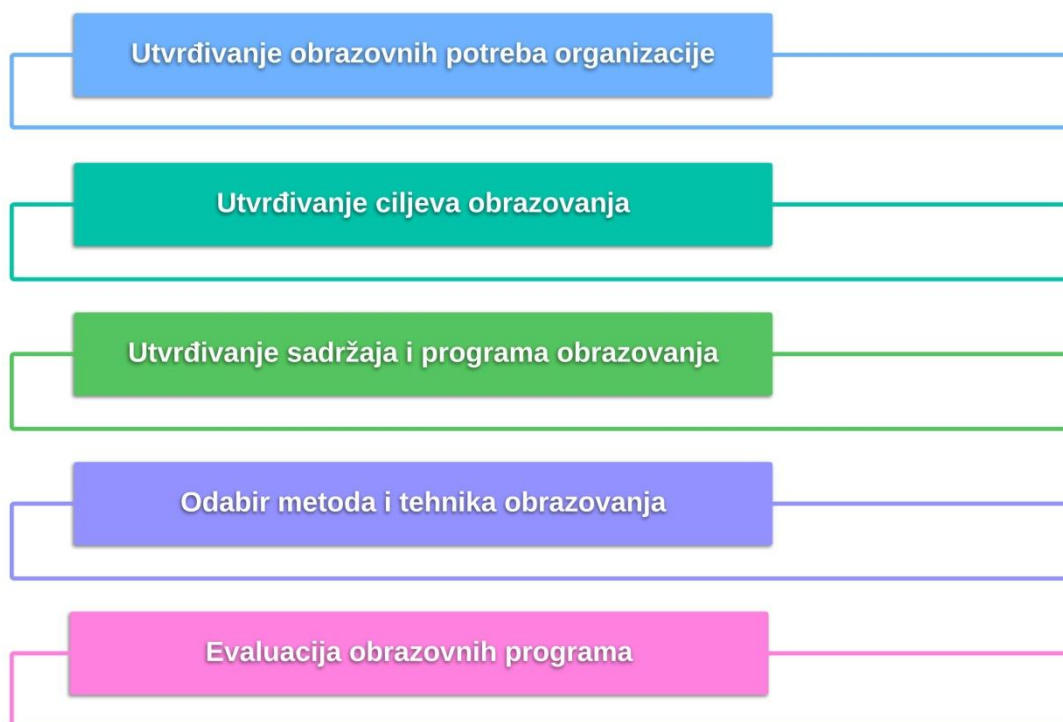 Utvrđivanje obrazovnih potreba organizacije
Utvrđivanje ciljeva obrazovanja
Utvrđivanje sadržaja i programa obrazovanja
Odabir metoda i tehnika obrazovanja
Evaluacija obrazovnih programa